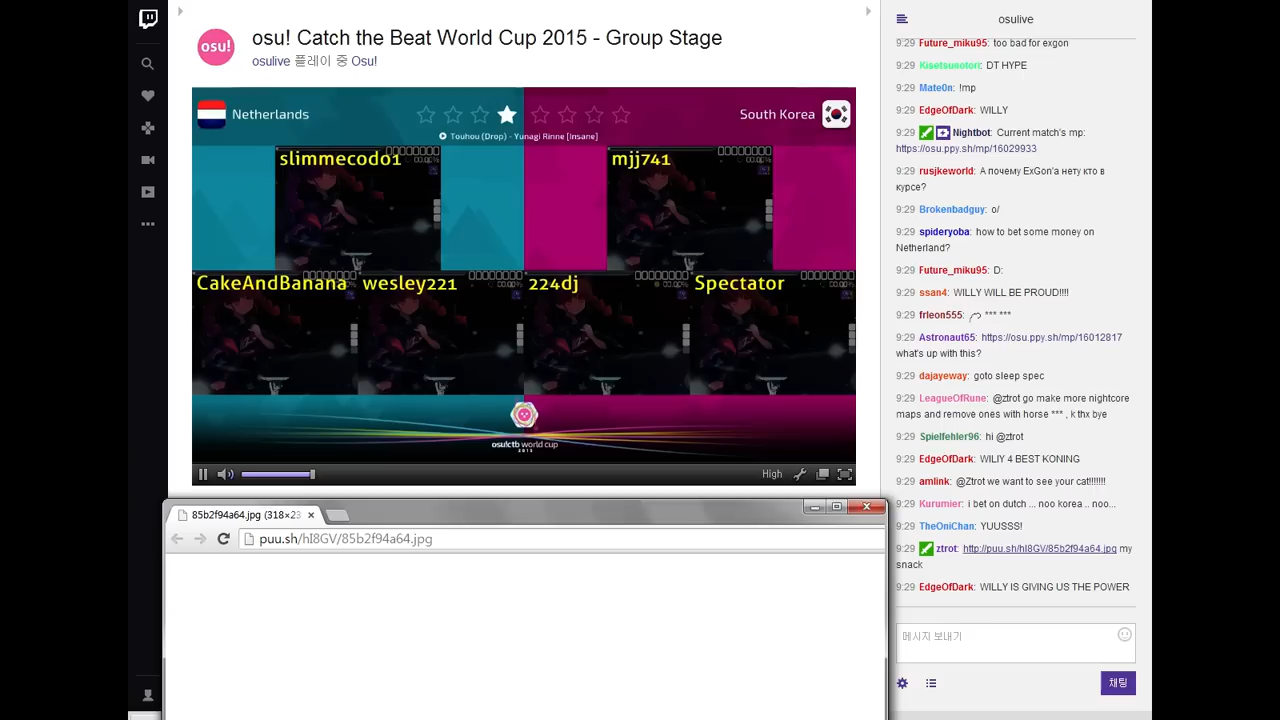 osu! Catch the Beat World Cup 2015 - Group Stage
osulive 플레이 중 Osu!
osu!
Netherlands
South Korea
Touhou (Drop) - Yunagi Rinne [Insane]
slimmecodo1
mjj741
CakeAndBanana
wesley221
224dj
Spectator
osu!ctb world cup
2015
High
85b2f94a64.jpg (318×23
puu.sh/hI8GV/85b2f94a64.jpg
osulive
9:29 Future_miku95: too bad for exgon
9:29 Kisetsunotori: DT HYPE
9:29 Mate0n: !mp
9:29 EdgeOfDark: WILLY
9:29 Nightbot: Current match's mp:
https://osu.ppy.sh/mp/16029933
9:29 rusjkeworld: А почему ExGon'а нету кто в
курсе?
9:29 Brokenbadguy: o/
9:29 spideryoba: how to bet some money on
Netherland?
9:29 Future_miku95: D:
9:29 ssan4: WILLY WILL BE PROUD!!!!
9:29 frleon555: *** ***
9:29 Astronaut65: https://osu.ppy.sh/mp/16012817
what's up with this?
9:29 dajayeway: goto sleep spec
9:29 LeagueOfRune: @ztrot go make more nightcore
maps and remove ones with horse *** , k thx bye
9:29 Spielfehler96: hi @ztrot
9:29 EdgeOfDark: WILIY 4 BEST KONING
9:29 amlink: @Ztrot we want to see your cat!!!!!!!
9:29 Kurumier: i bet on dutch ... noo korea .. noo...
9:29 TheOniChan: YUUSSS!
9:29 ztrot: http://puu.sh/hI8GV/85b2f94a64.jpg my
snack
9:29 EdgeOfDark: WILLY IS GIVING US THE POWER
메시지 보내기
채팅